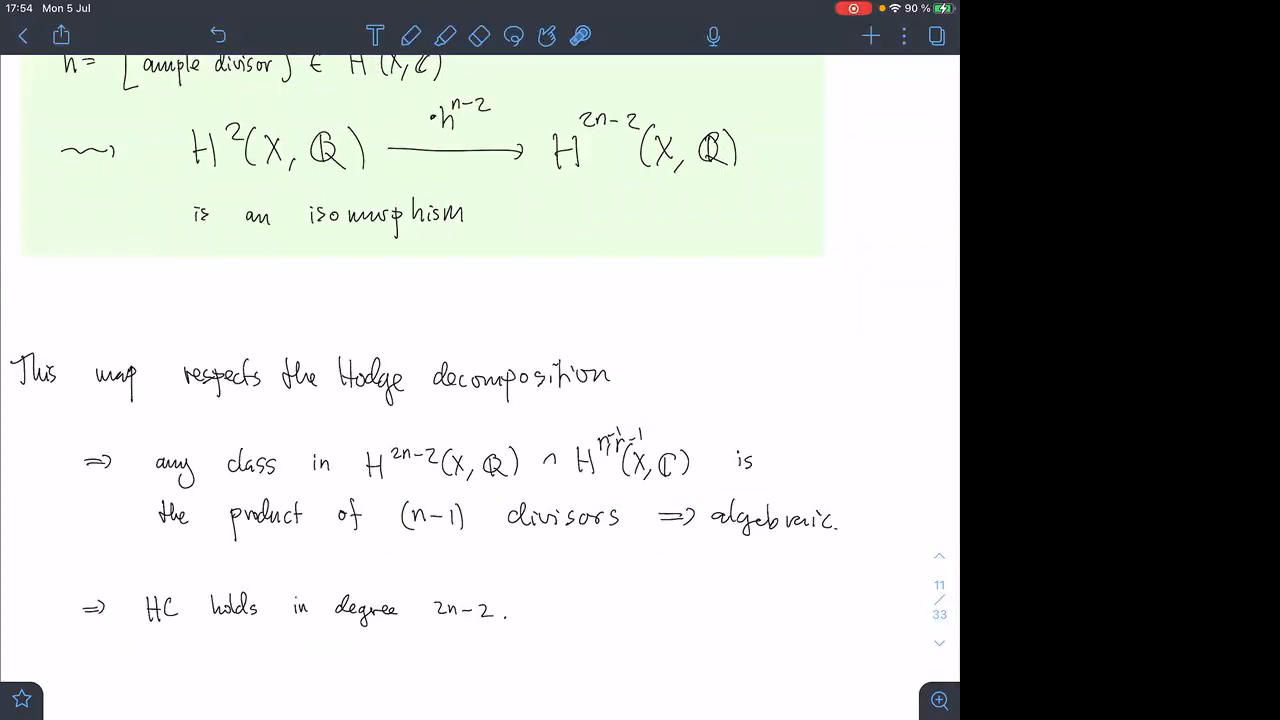 17:54 Mon 5 Jul 90 %
h = [ample divisor] ∈ H (X, ℂ)
⇝ H²(X, ℚ) —·hⁿ⁻²→ H²ⁿ⁻²(X, ℚ)
is an isomorphism
This map respects the Hodge decomposition
⇒ any class in H²ⁿ⁻²(X, ℚ) ∩ Hⁿ⁻¹,ⁿ⁻¹(X, ℂ) is
the product of (n-1) divisors ⇒ algebraic.
⇒ HC holds in degree 2n-2.
11
/
33